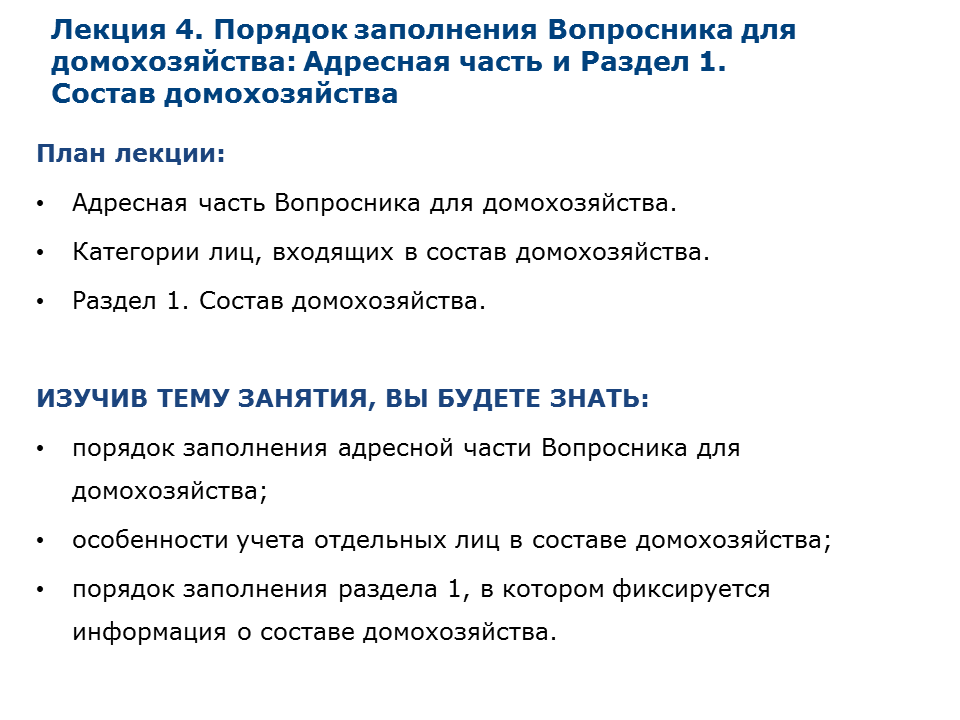 Лекция 4. Порядок заполнения Вопросника для
домохозяйства: Адресная часть и Раздел 1.
Состав домохозяйства
План лекции:
• Адресная часть Вопросника для домохозяйства.
• Категории лиц, входящих в состав домохозяйства.
• Раздел 1. Состав домохозяйства.
ИЗУЧИВ ТЕМУ ЗАНЯТИЯ, ВЫ БУДЕТЕ ЗНАТЬ:
• порядок заполнения адресной части Вопросника для
домохозяйства;
• особенности учета отдельных лиц в составе домохозяйства;
• порядок заполнения раздела 1, в котором фиксируется
информация о составе домохозяйства.